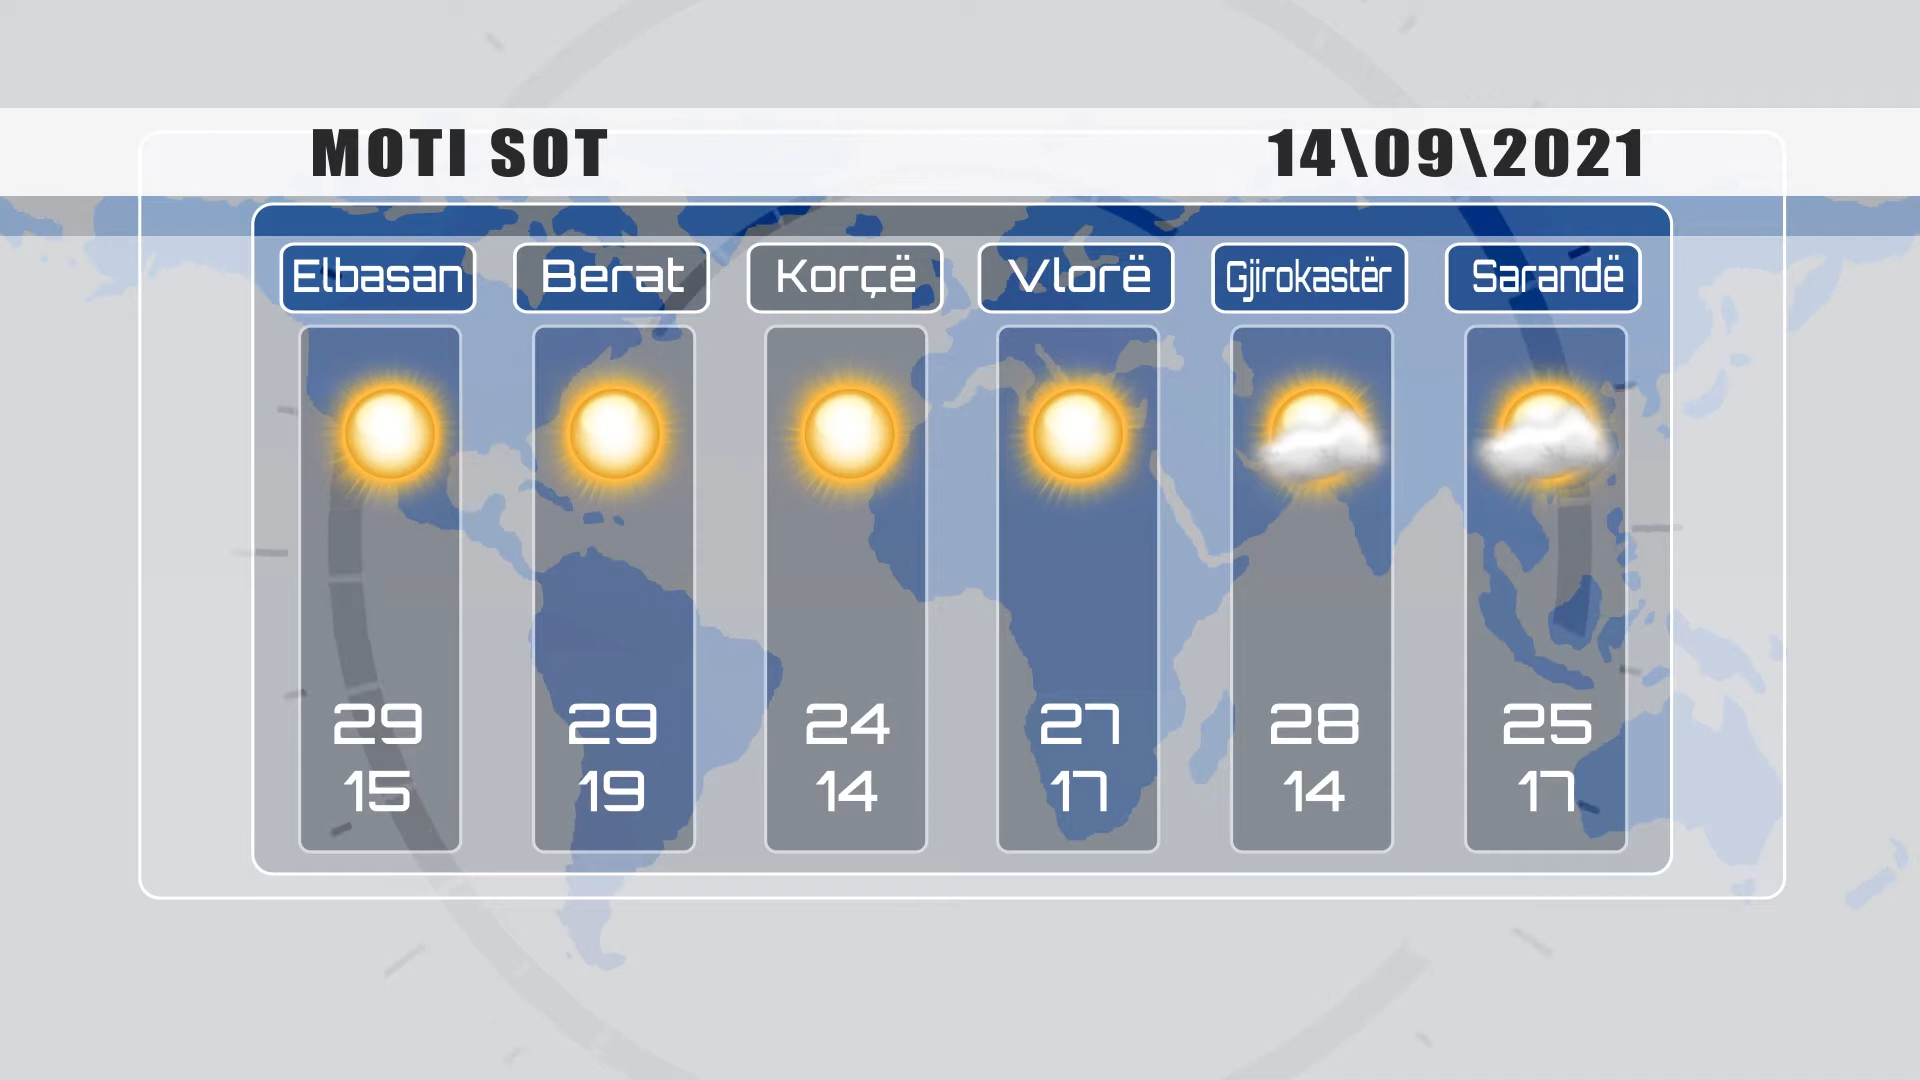 MOTI SOT 14\09\2021
Elbasan Berat Korçë Vlorë Gjirokastër Sarandë
29 29 24 27 28 25
15 19 14 17 14 17